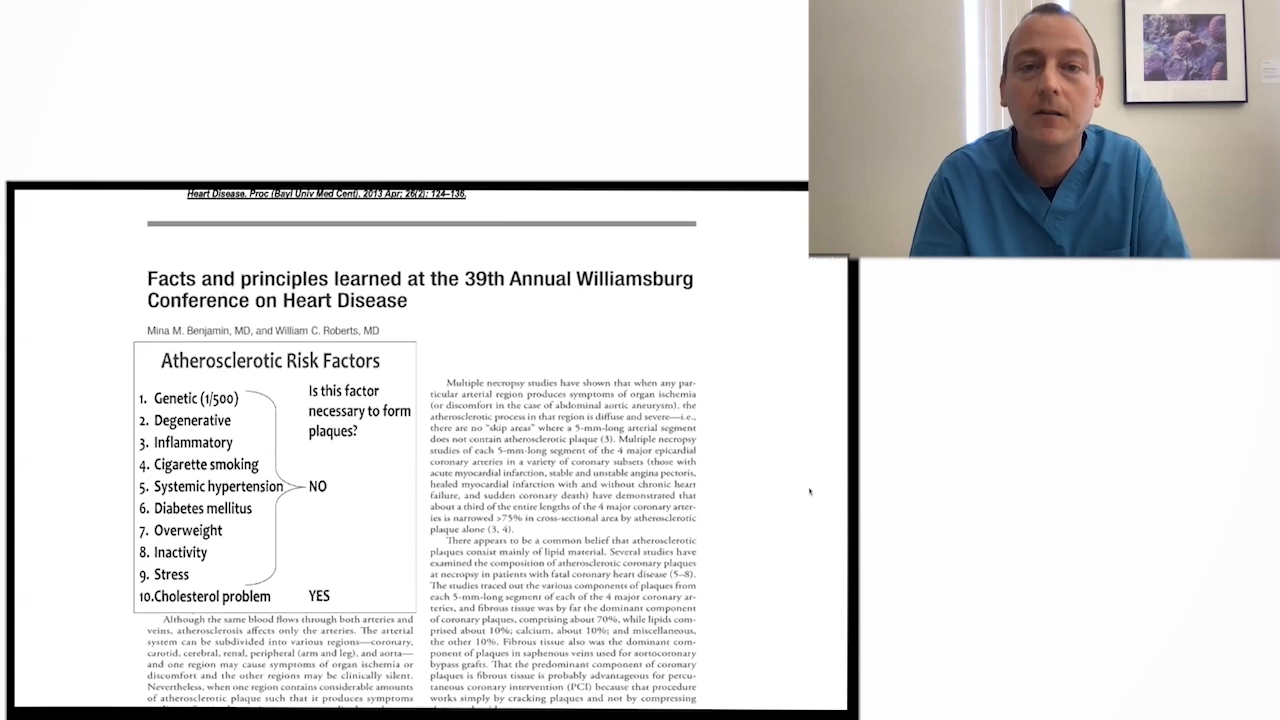 Heart Disease. Proc (Bayl Univ Med Cent). 2013 Apr; 26(2): 124–136.
Facts and principles learned at the 39th Annual Williamsburg
Conference on Heart Disease
Mina M. Benjamin, MD, and William C. Roberts, MD
Atherosclerotic Risk Factors
Is this factor
necessary to form
plaques?
1. Genetic (1/500)
2. Degenerative
3. Inflammatory
4. Cigarette smoking
5. Systemic hypertension
NO
6. Diabetes mellitus
7. Overweight
8. Inactivity
9. Stress
10.Cholesterol problem
YES
Although the same blood flows through both arteries and
veins, atherosclerosis affects only the arteries. The arterial
system can be subdivided into various regions—coronary,
carotid, cerebral, renal, peripheral (arm and leg), and aorta—
and one region may cause symptoms of organ ischemia or
discomfort and the other regions may be clinically silent.
Nevertheless, when one region contains considerable amounts
of atherosclerotic plaque such that it produces symptoms
Multiple necropsy studies have shown that when any par-
ticular arterial region produces symptoms of organ ischemia
(or discomfort in the case of abdominal aortic aneurysm), the
atherosclerotic process in that region is diffuse and severe—i.e.,
there are no "skip areas" where a 5-mm-long arterial segment
does not contain atherosclerotic plaque (3). Multiple necropsy
studies of each 5-mm-long segment of the 4 major epicardial
coronary arteries in a variety of coronary subsets (those with
acute myocardial infarction, stable and unstable angina pectoris,
healed myocardial infarction with and without chronic heart
failure, and sudden coronary death) have demonstrated that
about a third of the entire lengths of the 4 major coronary arter-
ies is narrowed >75% in cross-sectional area by atherosclerotic
plaque alone (3, 4).
There appears to be a common belief that atherosclerotic
plaques consist mainly of lipid material. Several studies have
examined the composition of atherosclerotic coronary plaques
at necropsy in patients with fatal coronary heart disease (5–8).
The studies traced out the various components of plaques from
each 5-mm-long segment of each of the 4 major coronary ar-
teries, and fibrous tissue was by far the dominant component
of coronary plaques, comprising about 70%, while lipids com-
prised about 10%; calcium, about 10%; and miscellaneous,
the other 10%. Fibrous tissue also was the dominant com-
ponent of plaques in saphenous veins used for aortocoronary
bypass grafts. That the predominant component of coronary
plaques is fibrous tissue is probably advantageous for percu-
taneous coronary intervention (PCI) because that procedure
works simply by cracking plaques and not by compressing